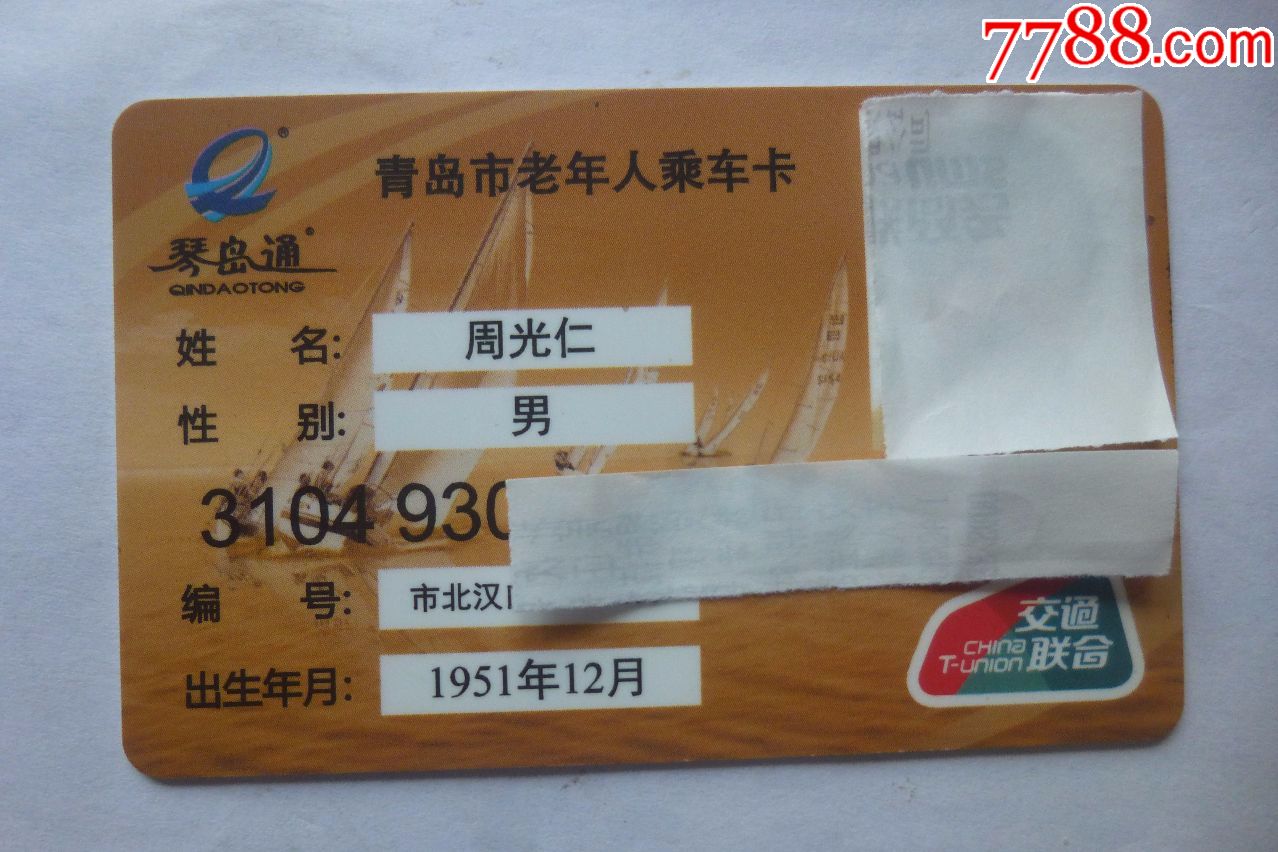 7788.com
青岛市老年人乘车卡
琴岛通
QINDAOTONG
姓 名: 周光仁
性 别: 男
3104 930
编 号: 市北汉
出生年月: 1951年12月
交通
联合
CHINA
T-UNION